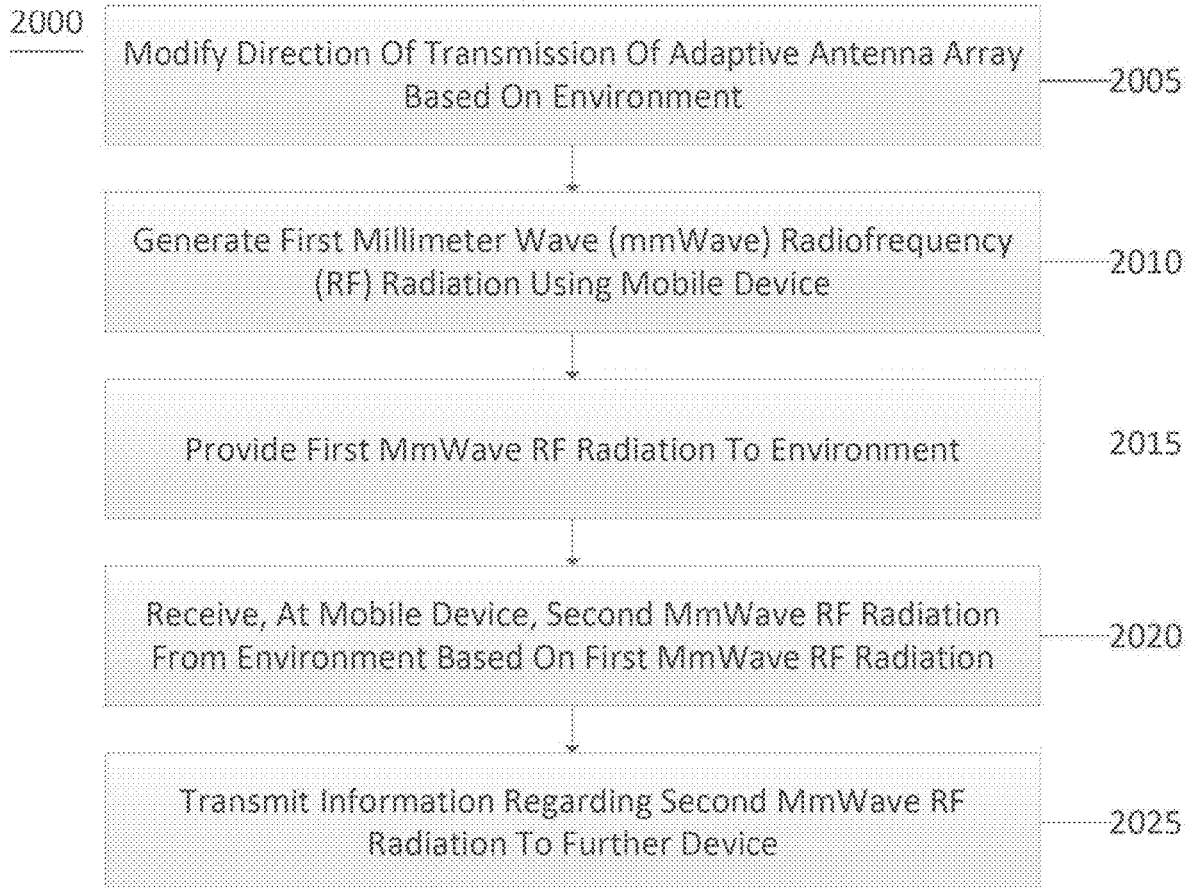 2000
Modify Direction Of Transmission Of Adaptive Antenna Array
Based On Environment
2005
Generate First Millimeter Wave (mmWave) Radiofrequency
(RF) Radiation Using Mobile Device
2010
Provide First MmWave RF Radiation To Environment
2015
Receive, At Mobile Device, Second MmWave RF Radiation
From Environment Based On First MmWave RF Radiation
2020
Transmit Information Regarding Second MmWave RF
Radiation To Further Device
2025